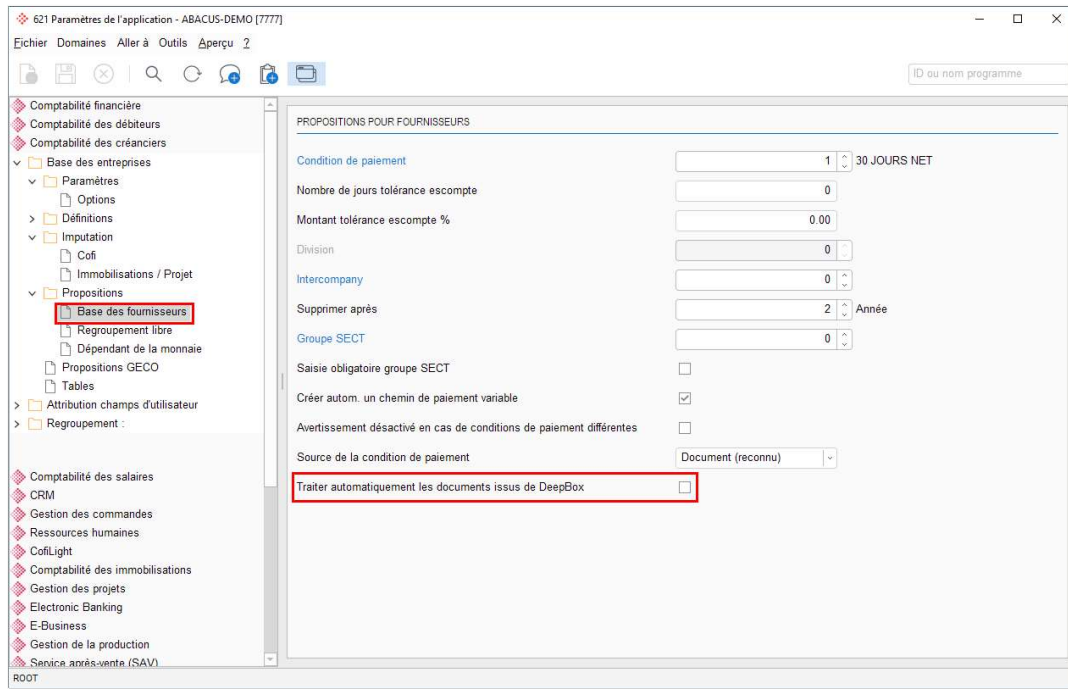 621 Paramètres de l'application - ABACUS-DEMO [7777]
Fichier Domaines Aller à Outils Aperçu ?
ID ou nom programme
Comptabilité financière
Comptabilité des débiteurs
Comptabilité des créanciers
Base des entreprises
Paramètres
Options
Définitions
Imputation
Cofi
Immobilisations / Projet
Propositions
Base des fournisseurs
Regroupement libre
Dépendant de la monnaie
Propositions GECO
Tables
Attribution champs d'utilisateur
Regroupement :
Comptabilité des salaires
CRM
Gestion des commandes
Ressources humaines
CofiLight
Comptabilité des immobilisations
Gestion des projets
Electronic Banking
E-Business
Gestion de la production
Service après-vente (SAV)
PROPOSITIONS POUR FOURNISSEURS
Condition de paiement 1 30 JOURS NET
Nombre de jours tolérance escompte 0
Montant tolérance escompte % 0.00
Division 0
Intercompany 0
Supprimer après 2 Année
Groupe SECT 0
Saisie obligatoire groupe SECT
Créer autom. un chemin de paiement variable
Avertissement désactivé en cas de conditions de paiement différentes
Source de la condition de paiement Document (reconnu)
Traiter automatiquement les documents issus de DeepBox
ROOT